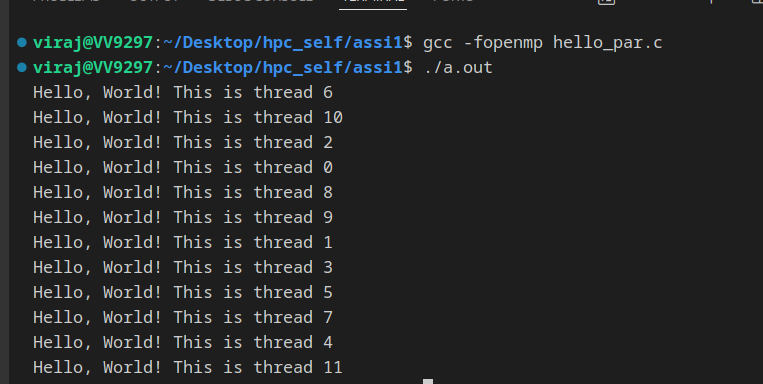 viraj@VV9297:~/Desktop/hpc_self/assi1$ gcc -fopenmp hello_par.c
viraj@VV9297:~/Desktop/hpc_self/assi1$ ./a.out
Hello, World! This is thread 6
Hello, World! This is thread 10
Hello, World! This is thread 2
Hello, World! This is thread 0
Hello, World! This is thread 8
Hello, World! This is thread 9
Hello, World! This is thread 1
Hello, World! This is thread 3
Hello, World! This is thread 5
Hello, World! This is thread 7
Hello, World! This is thread 4
Hello, World! This is thread 11